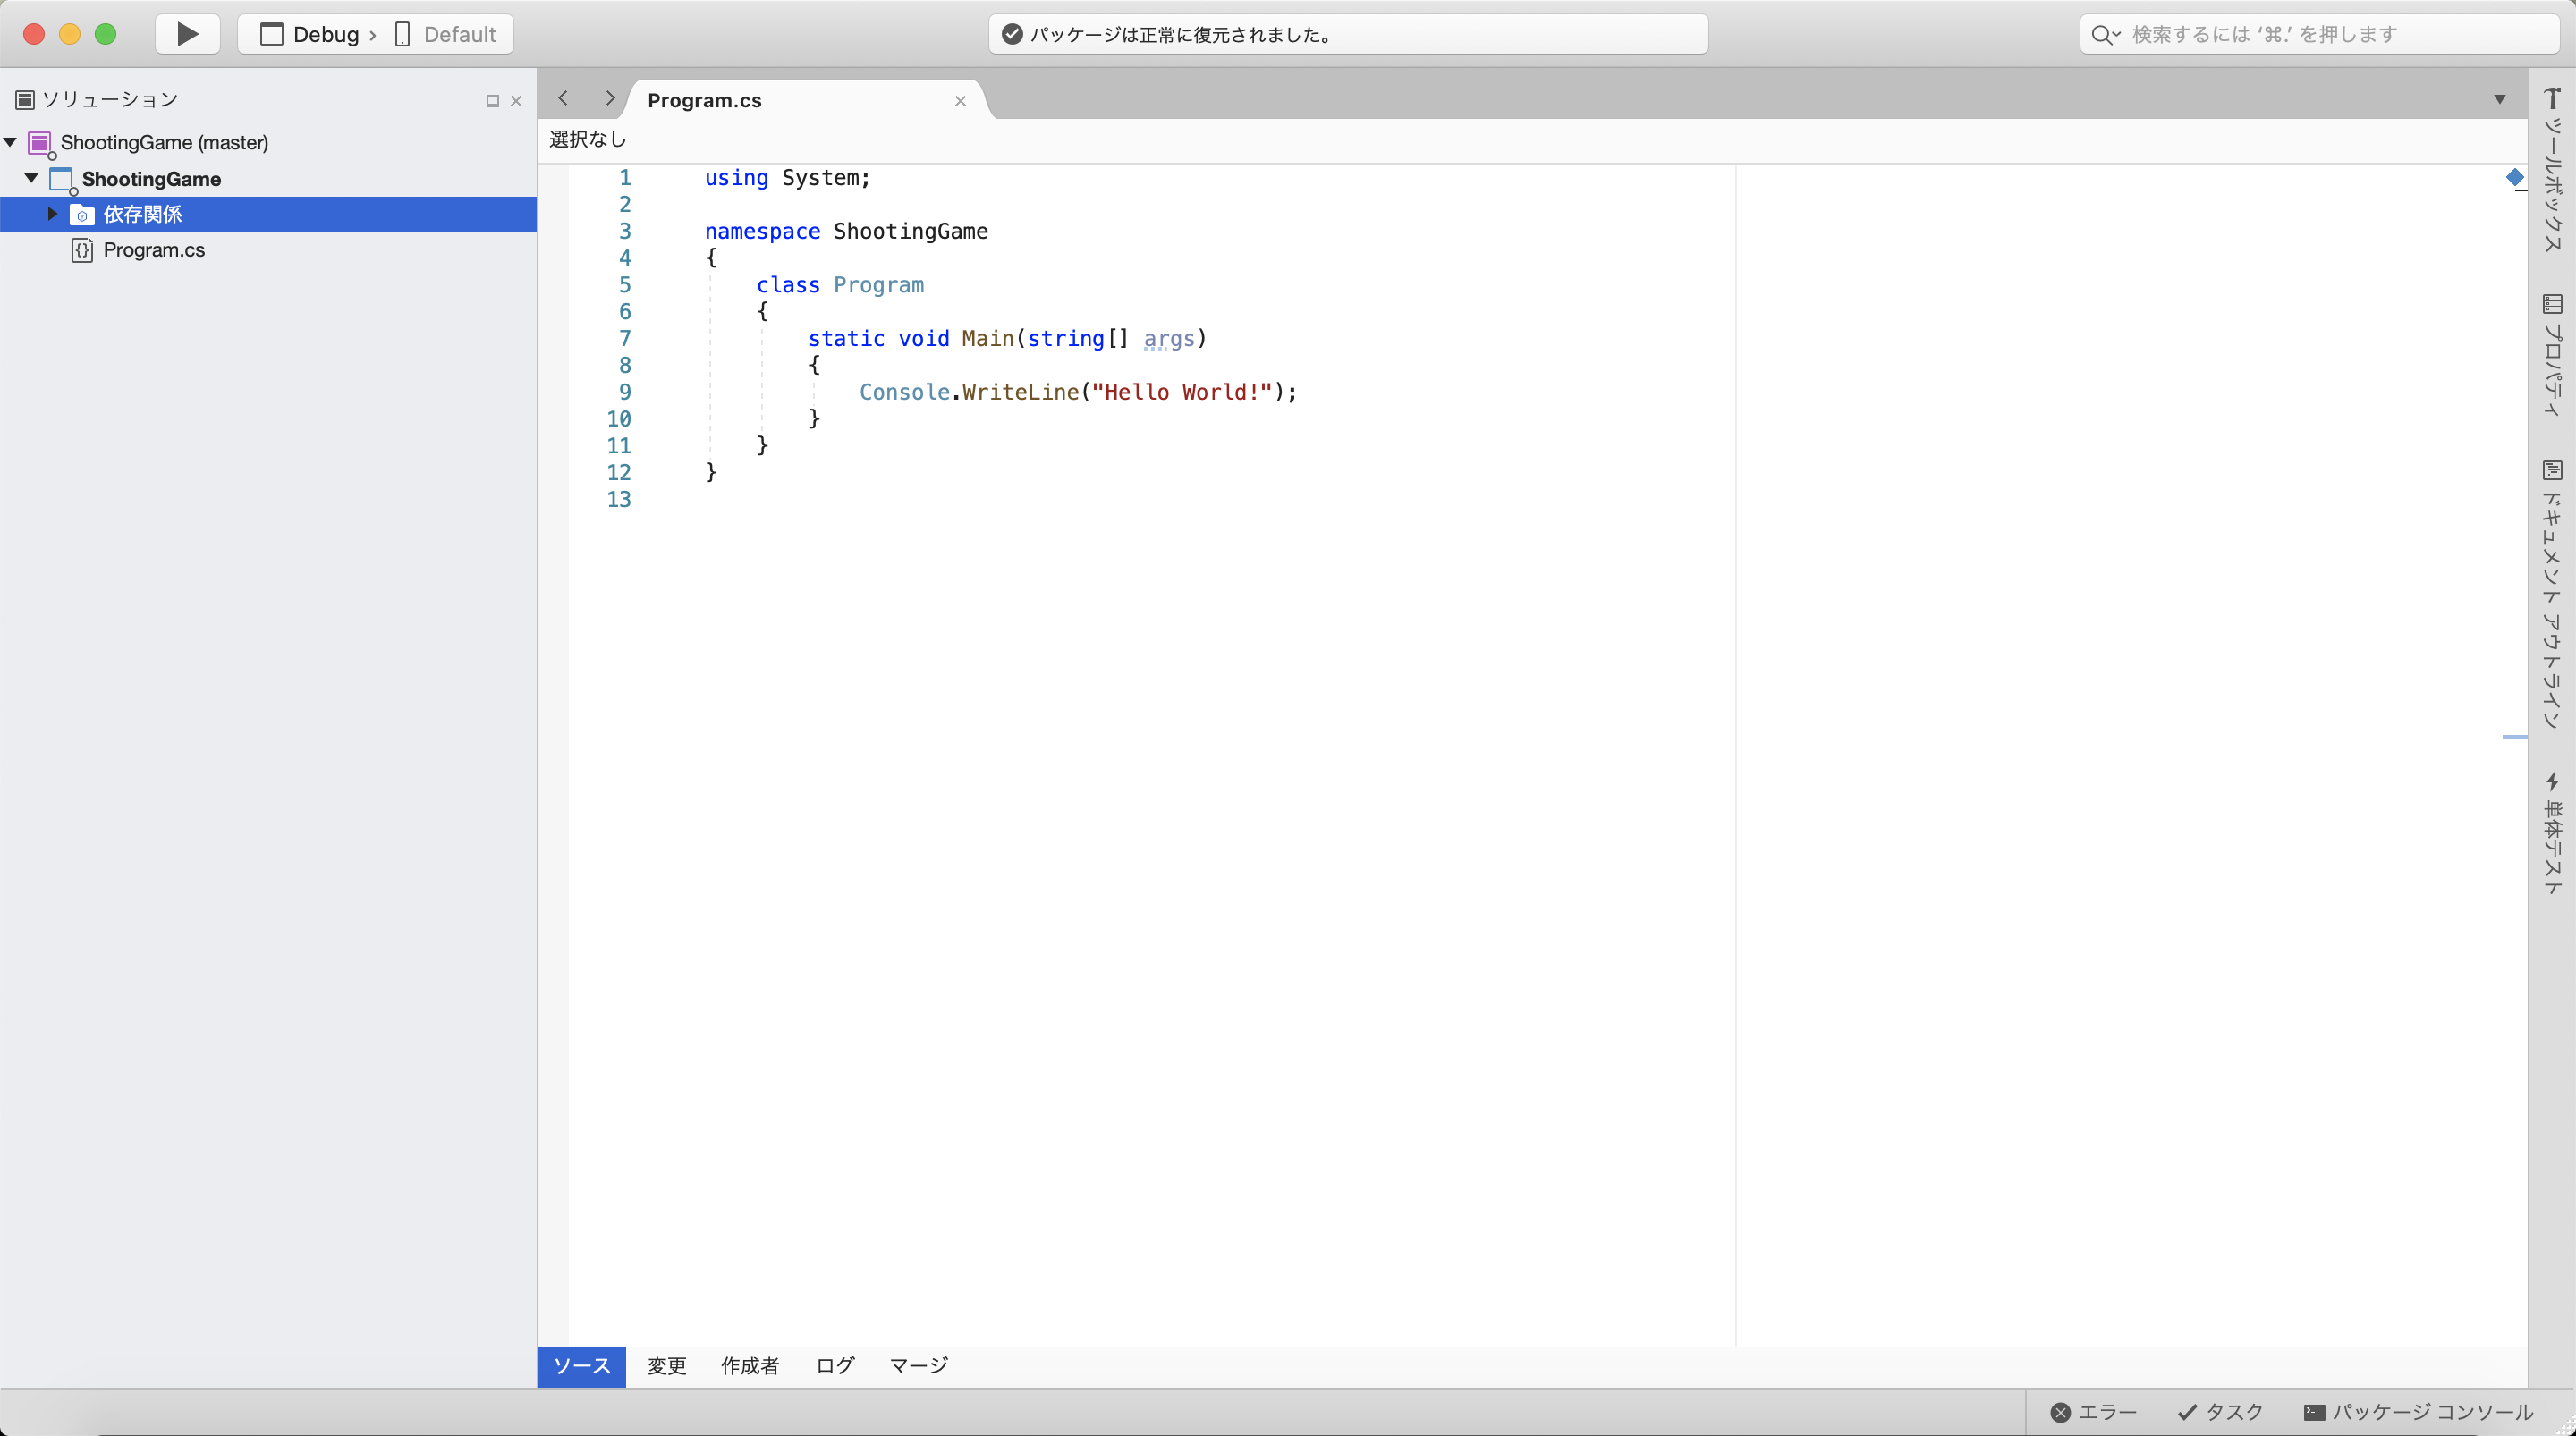 Debug › Default
パッケージは正常に復元されました。
検索するには ‘⌘.’ を押します
ソリューション
ShootingGame (master)
ShootingGame
依存関係
Program.cs
Program.cs
選択なし
1 using System;
2
3 namespace ShootingGame
4 {
5 class Program
6 {
7 static void Main(string[] args)
8 {
9 Console.WriteLine("Hello World!");
10 }
11 }
12 }
13
ツールボックス
プロパティ
ドキュメント アウトライン
単体テスト
ソース 変更 作成者 ログ マージ
エラー タスク パッケージ コンソール